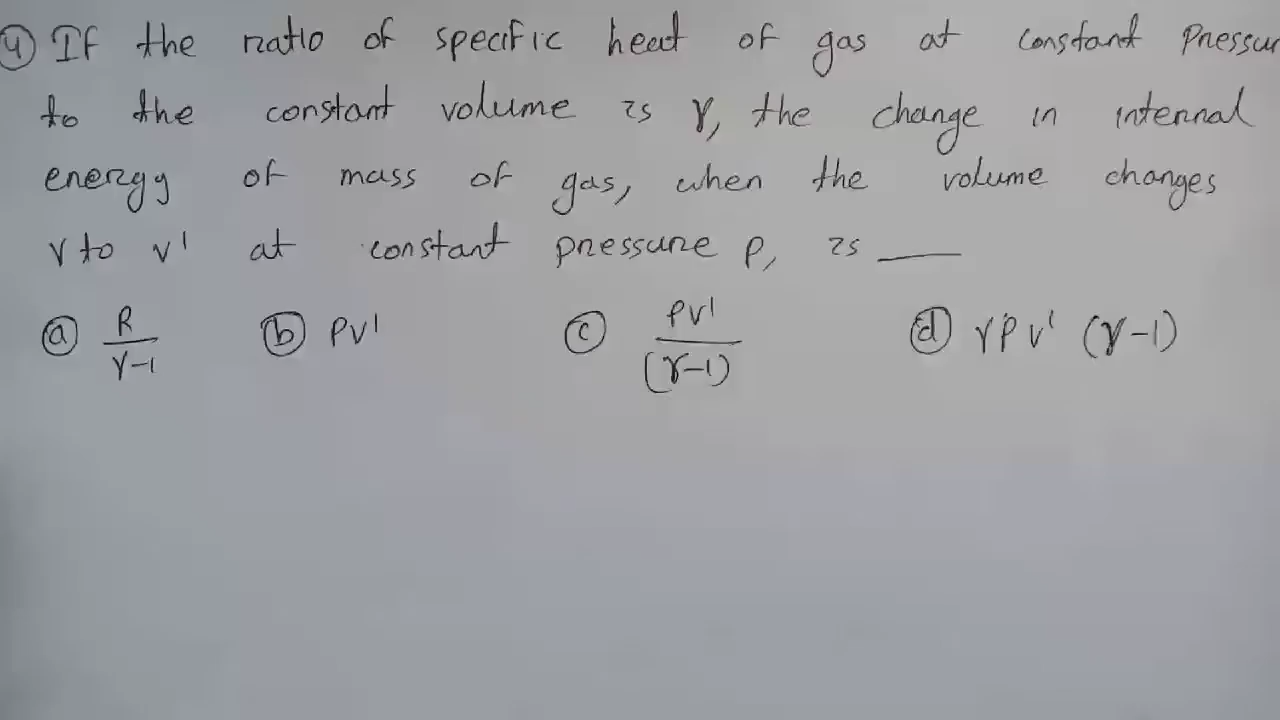 ④ If the ratio of specific heat of gas at constant Pressur
to the constant volume is γ, the change in internal
energy of mass of gas, when the volume changes
V to V' at constant pressure P, is ___
ⓐ R/(γ-1) ⓑ PV' ⓒ PV'/(γ-1) ⓓ γPV' (γ-1)